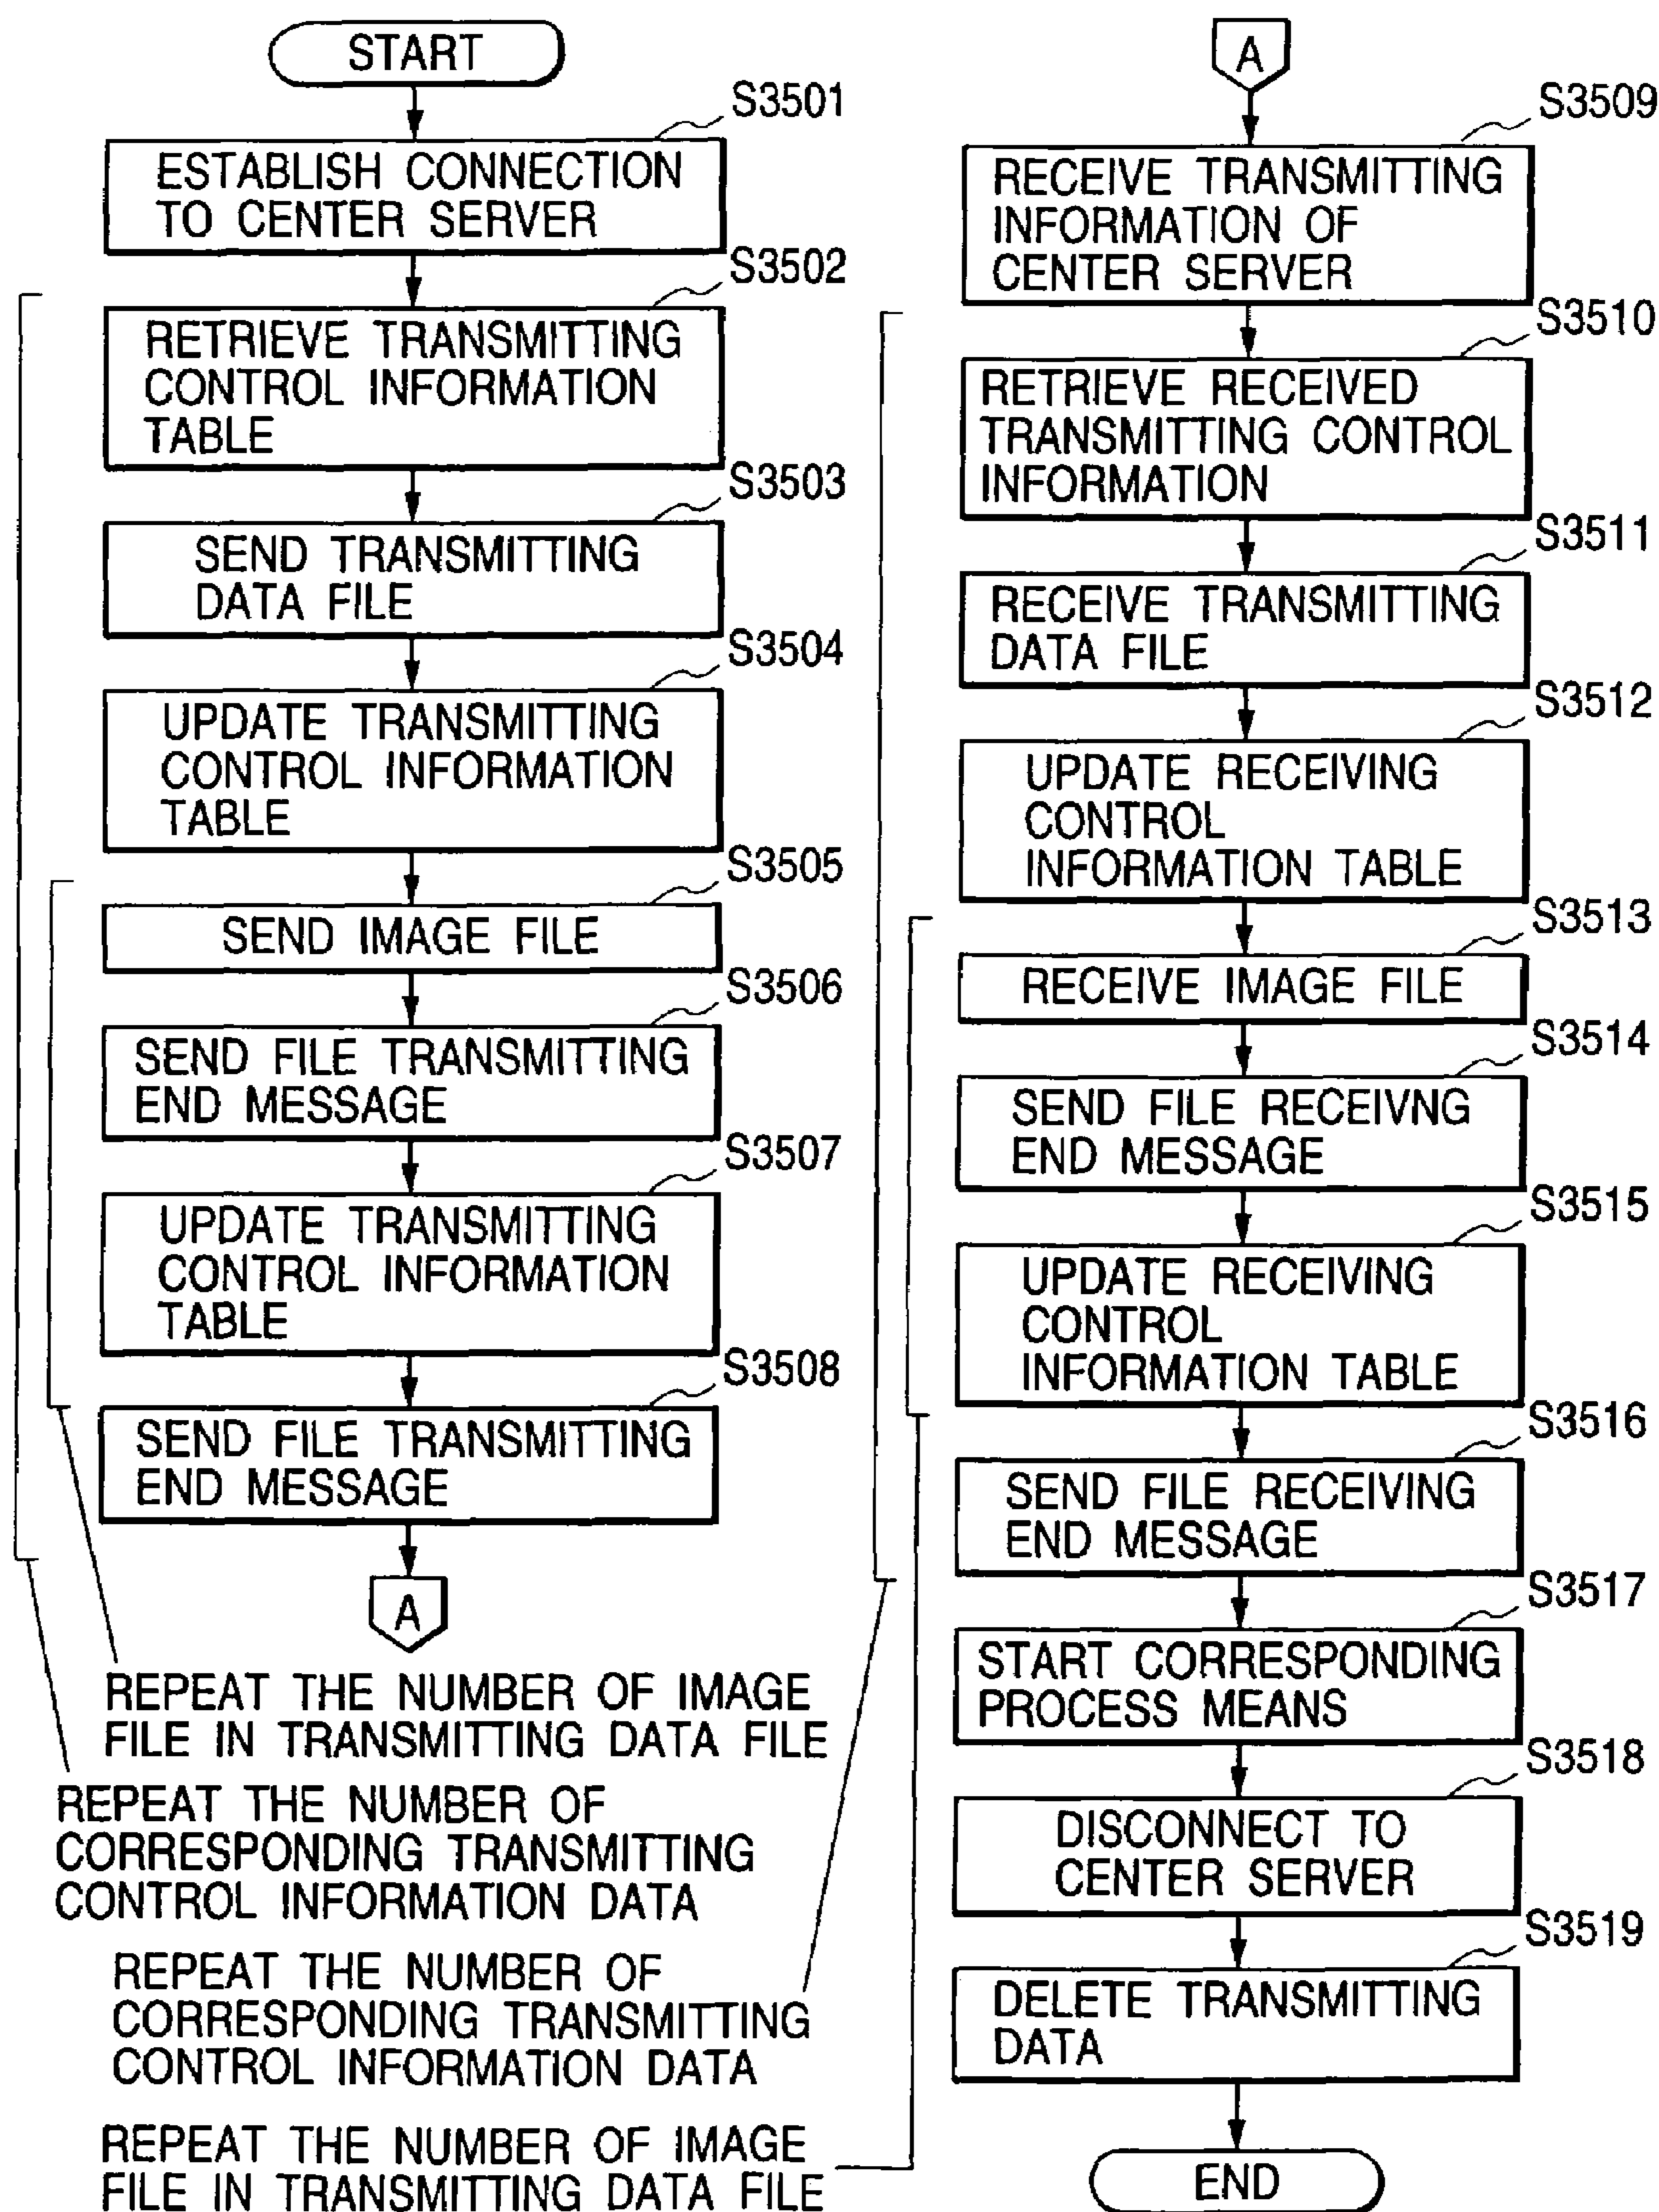 START
S3501
ESTABLISH CONNECTION
TO CENTER SERVER
S3502
RETRIEVE TRANSMITTING
CONTROL INFORMATION
TABLE
S3503
SEND TRANSMITTING
DATA FILE
S3504
UPDATE TRANSMITTING
CONTROL INFORMATION
TABLE
S3505
SEND IMAGE FILE
S3506
SEND FILE TRANSMITTING
END MESSAGE
S3507
UPDATE TRANSMITTING
CONTROL INFORMATION
TABLE
S3508
SEND FILE TRANSMITTING
END MESSAGE
A
REPEAT THE NUMBER OF IMAGE
FILE IN TRANSMITTING DATA FILE
REPEAT THE NUMBER OF
CORRESPONDING TRANSMITTING
CONTROL INFORMATION DATA
REPEAT THE NUMBER OF
CORRESPONDING TRANSMITTING
CONTROL INFORMATION DATA
REPEAT THE NUMBER OF IMAGE
FILE IN TRANSMITTING DATA FILE
A
S3509
RECEIVE TRANSMITTING
INFORMATION OF
CENTER SERVER
S3510
RETRIEVE RECEIVED
TRANSMITTING CONTROL
INFORMATION
S3511
RECEIVE TRANSMITTING
DATA FILE
S3512
UPDATE RECEIVING
CONTROL
INFORMATION TABLE
S3513
RECEIVE IMAGE FILE
S3514
SEND FILE RECEIVNG
END MESSAGE
S3515
UPDATE RECEIVING
CONTROL
INFORMATION TABLE
S3516
SEND FILE RECEIVING
END MESSAGE
S3517
START CORRESPONDING
PROCESS MEANS
S3518
DISCONNECT TO
CENTER SERVER
S3519
DELETE TRANSMITTING
DATA
END